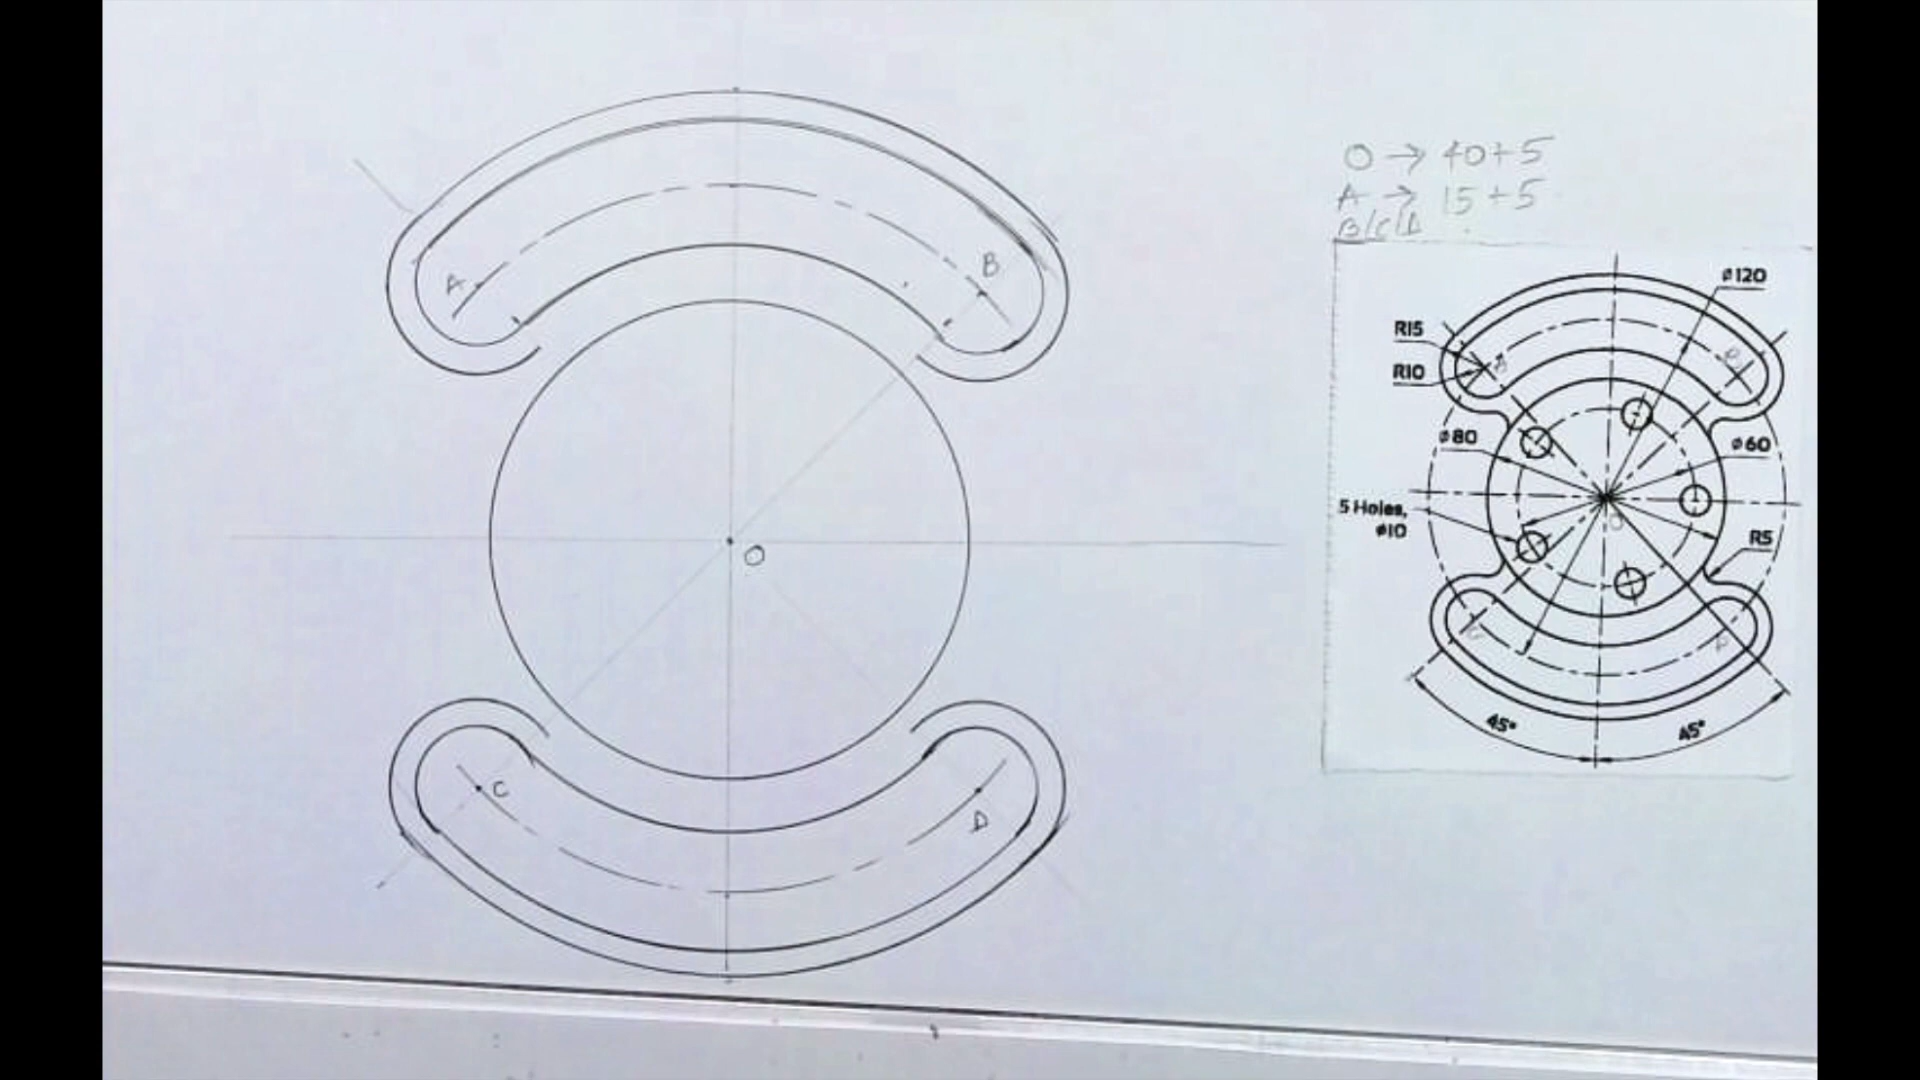 O → 40+5
A → 15+5
B/C/D
A
B
O
C
D
ø120
R15
R10
ø80
ø60
5 Holes,
ø10
R5
45°
45°